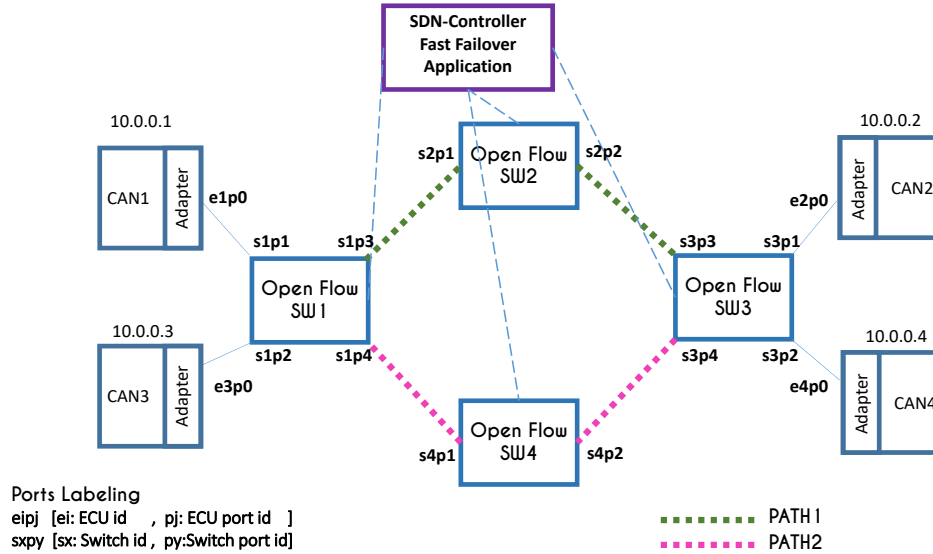 SDN-Controller
Fast Failover
Application
10.0.0.1
10.0.0.2
CAN1
Adapter
e1p0
s2p1
Open Flow
SW2
s2p2
e2p0
Adapter
CAN2
s1p1
s1p3
s3p3
s3p1
Open Flow
SW1
Open Flow
SW3
10.0.0.3
10.0.0.4
s1p2
s1p4
s3p4
s3p2
CAN3
Adapter
e3p0
e4p0
Adapter
CAN4
s4p1
Open Flow
SW4
s4p2
Ports Labeling
eipj [ei: ECU id , pj: ECU port id ]
sxpy [sx: Switch id , py:Switch port id]
PATH1
PATH2